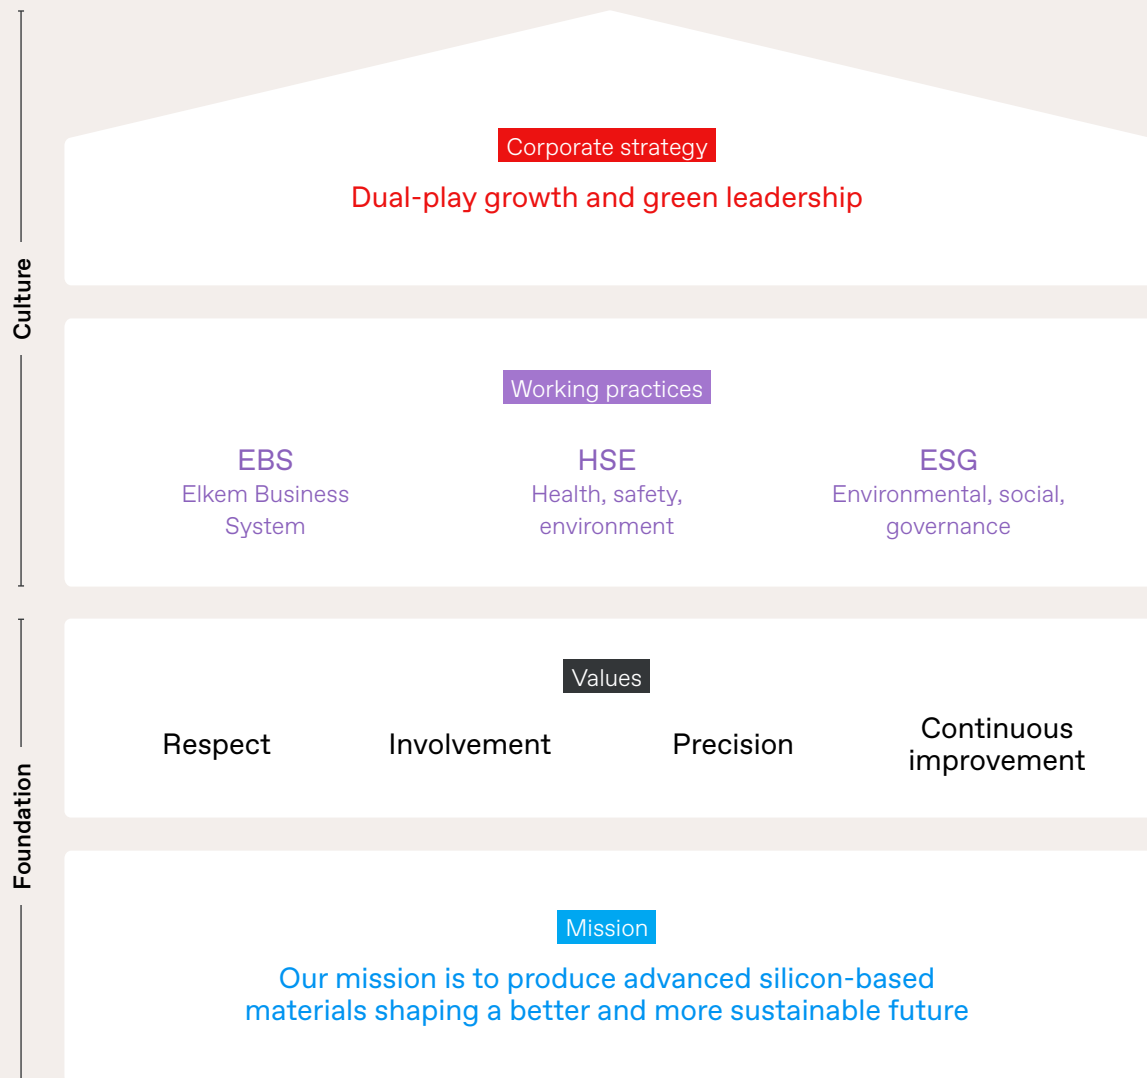 Culture
Corporate strategy
Dual-play growth and green leadership
Working practices
EBS
Elkem Business
System
HSE
Health, safety,
environment
ESG
Environmental, social,
governance
Foundation
Values
Respect
Involvement
Precision
Continuous
improvement
Mission
Our mission is to produce advanced silicon-based
materials shaping a better and more sustainable future